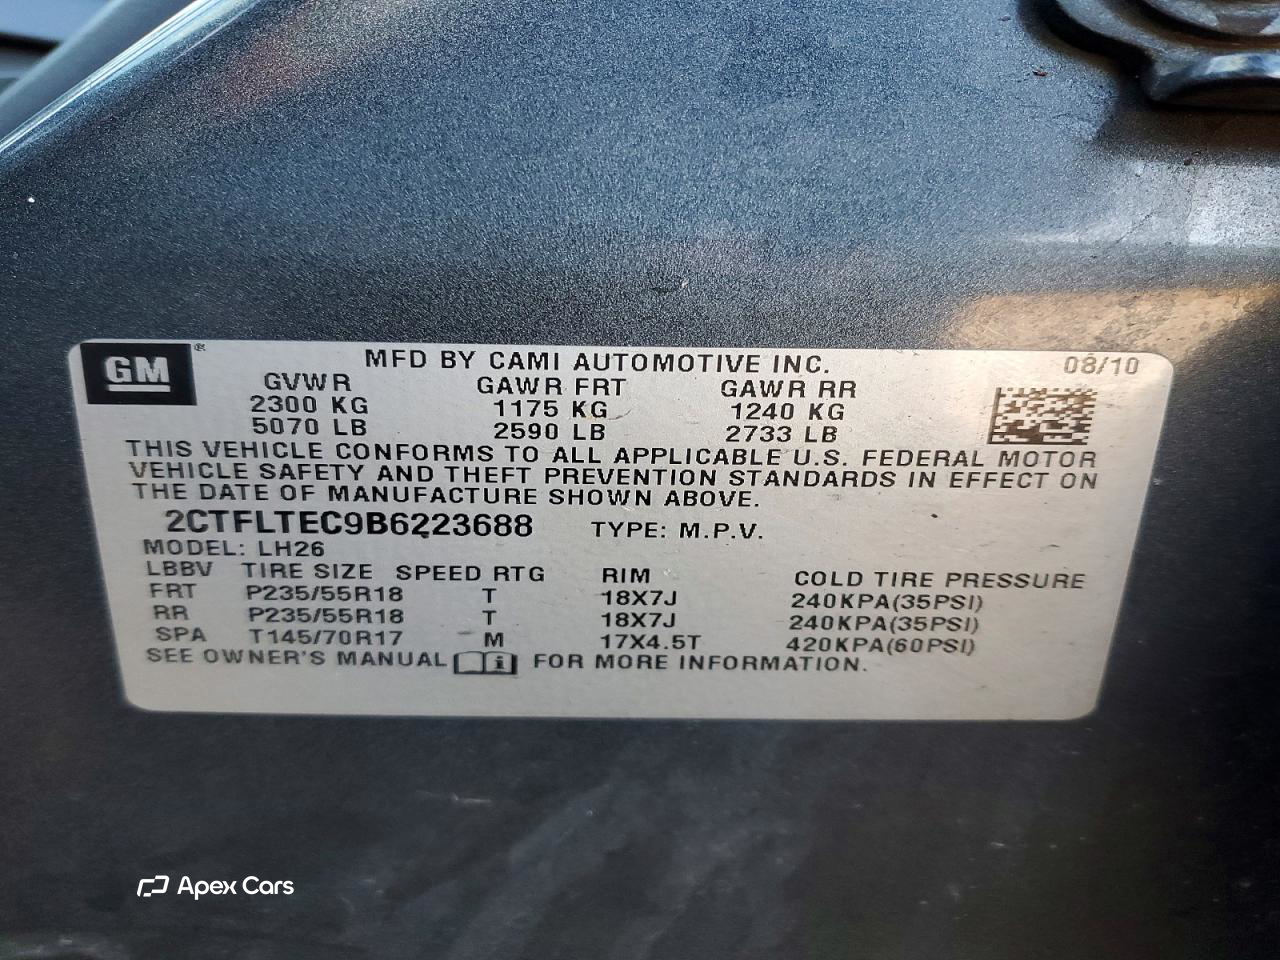 GM ® MFD BY CAMI AUTOMOTIVE INC. 08/10
GVWR GAWR FRT GAWR RR
2300 KG 1175 KG 1240 KG
5070 LB 2590 LB 2733 LB
THIS VEHICLE CONFORMS TO ALL APPLICABLE U.S. FEDERAL MOTOR
VEHICLE SAFETY AND THEFT PREVENTION STANDARDS IN EFFECT ON
THE DATE OF MANUFACTURE SHOWN ABOVE.
2CTFLTEC9B6223688 TYPE: M.P.V.
MODEL: LH26
LBBV TIRE SIZE SPEED RTG RIM COLD TIRE PRESSURE
FRT P235/55R18 T 18X7J 240KPA(35PSI)
RR P235/55R18 T 18X7J 240KPA(35PSI)
SPA T145/70R17 M 17X4.5T 420KPA(60PSI)
SEE OWNER'S MANUAL i FOR MORE INFORMATION.
Apex Cars